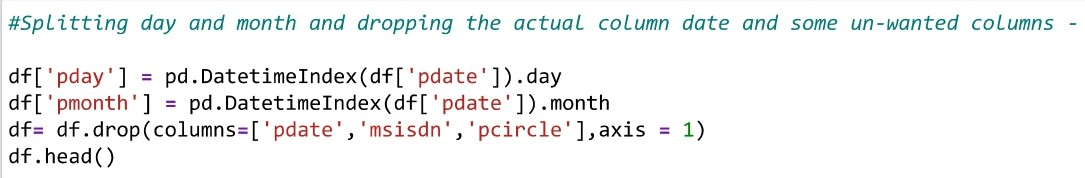 #Splitting day and month and dropping the actual column date and some un-wanted columns -
df['pday'] = pd.DatetimeIndex(df['pdate']).day
df['pmonth'] = pd.DatetimeIndex(df['pdate']).month
df= df.drop(columns=['pdate','msisdn','pcircle'],axis = 1)
df.head()